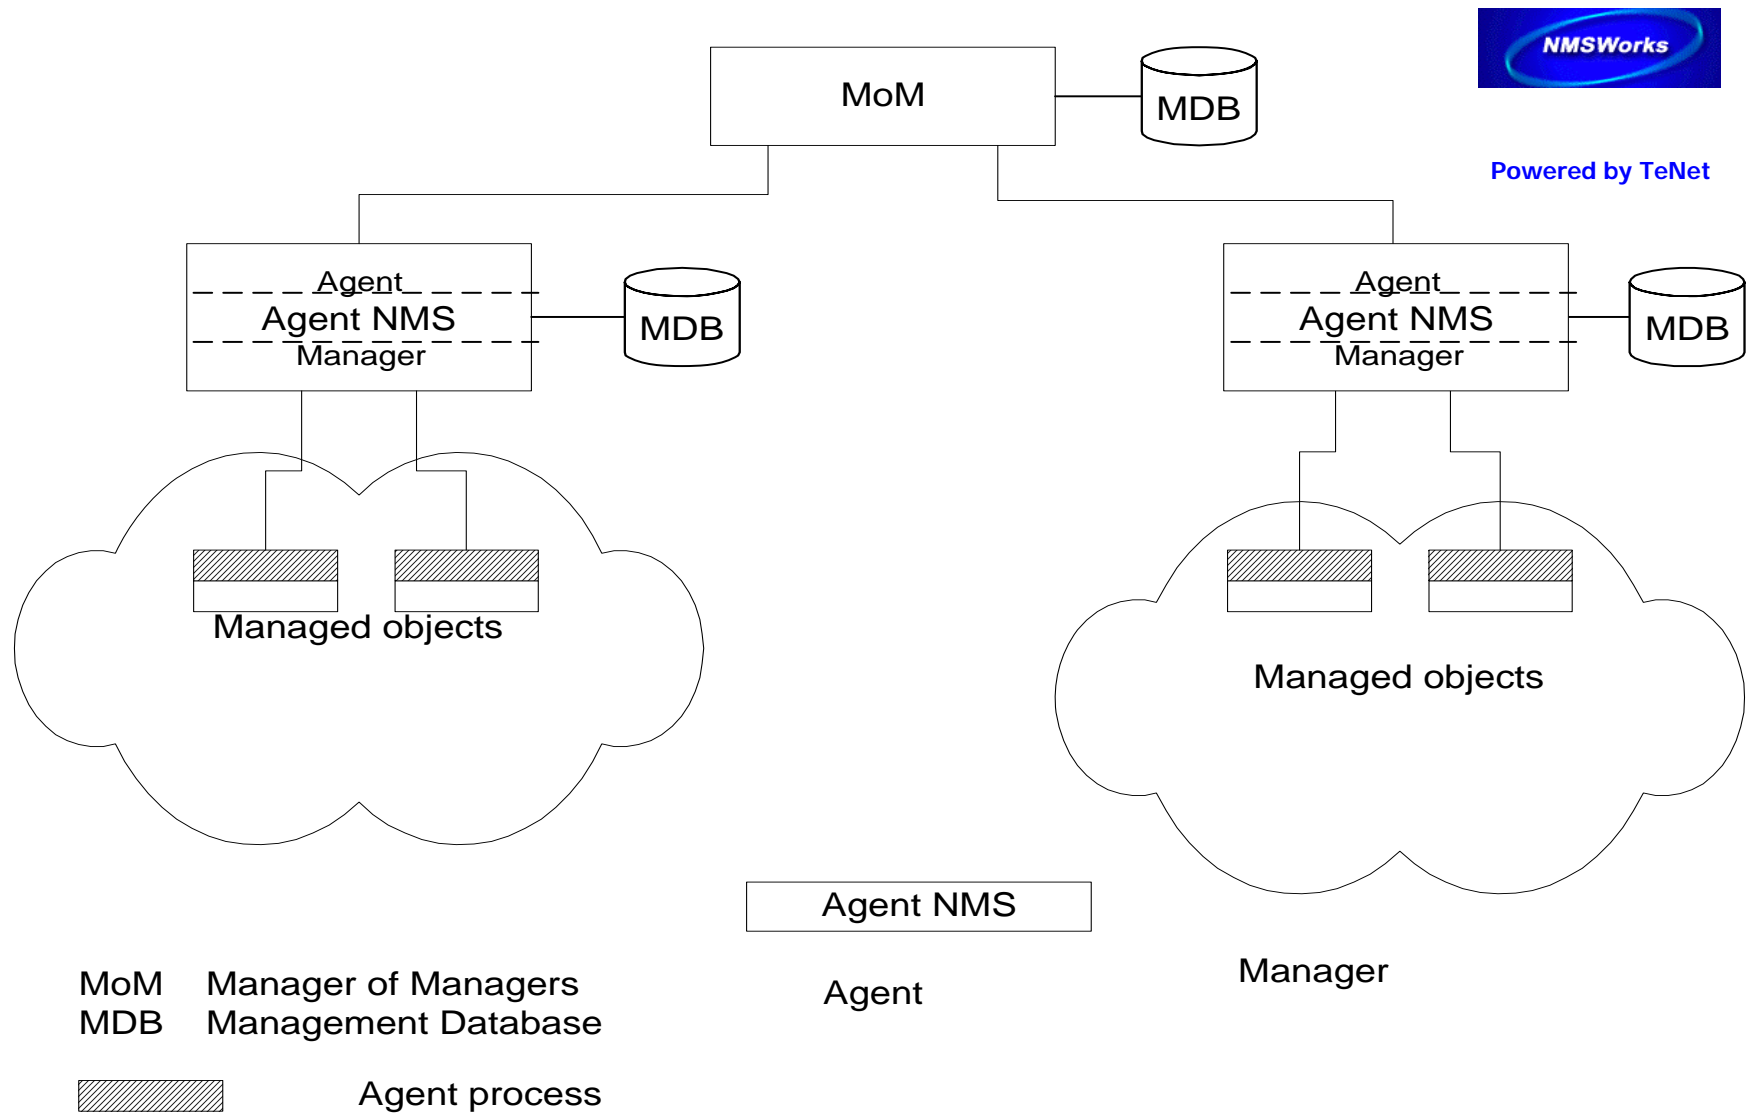 NMSWorks
MoM
MDB
Powered by TeNet
Agent
Agent NMS
Manager
MDB
Agent
Agent NMS
Manager
MDB
Managed objects
Managed objects
Agent NMS
Manager
Agent
MoM Manager of Managers
MDB Management Database
Agent process